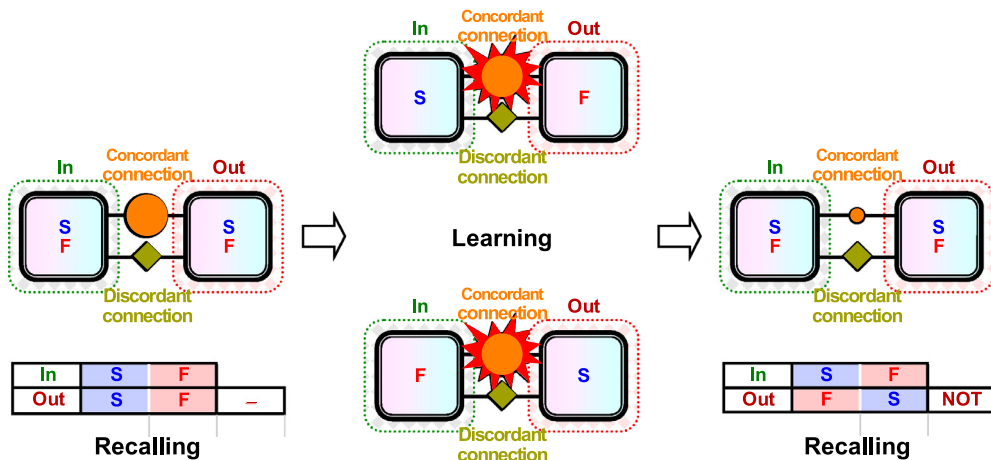 In
Concordant
connection
Out
S
F
Discordant
connection
In
Concordant
connection
Out
S
F
S
F
Discordant
connection
Learning
In
Concordant
connection
Out
S
F
S
F
Discordant
connection
In
Concordant
connection
Out
F
S
Discordant
connection
In S F
Out S F –
Recalling
In S F
Out F S NOT
Recalling